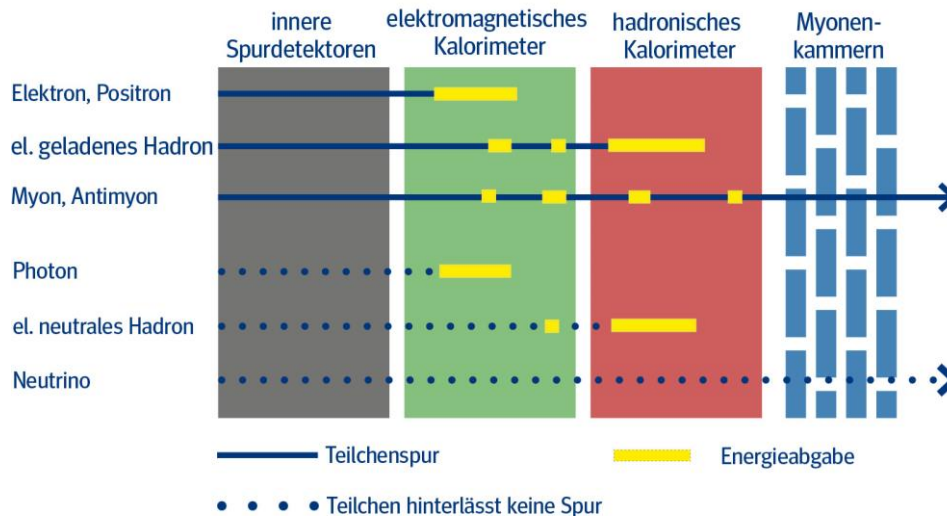 innere
Spurdetektoren
elektromagnetisches
Kalorimeter
hadronisches
Kalorimeter
Myonen-
kammern
Elektron, Positron
el. geladenes Hadron
Myon, Antimyon
Photon
el. neutrales Hadron
Neutrino
Teilchenspur
Energieabgabe
Teilchen hinterlässt keine Spur